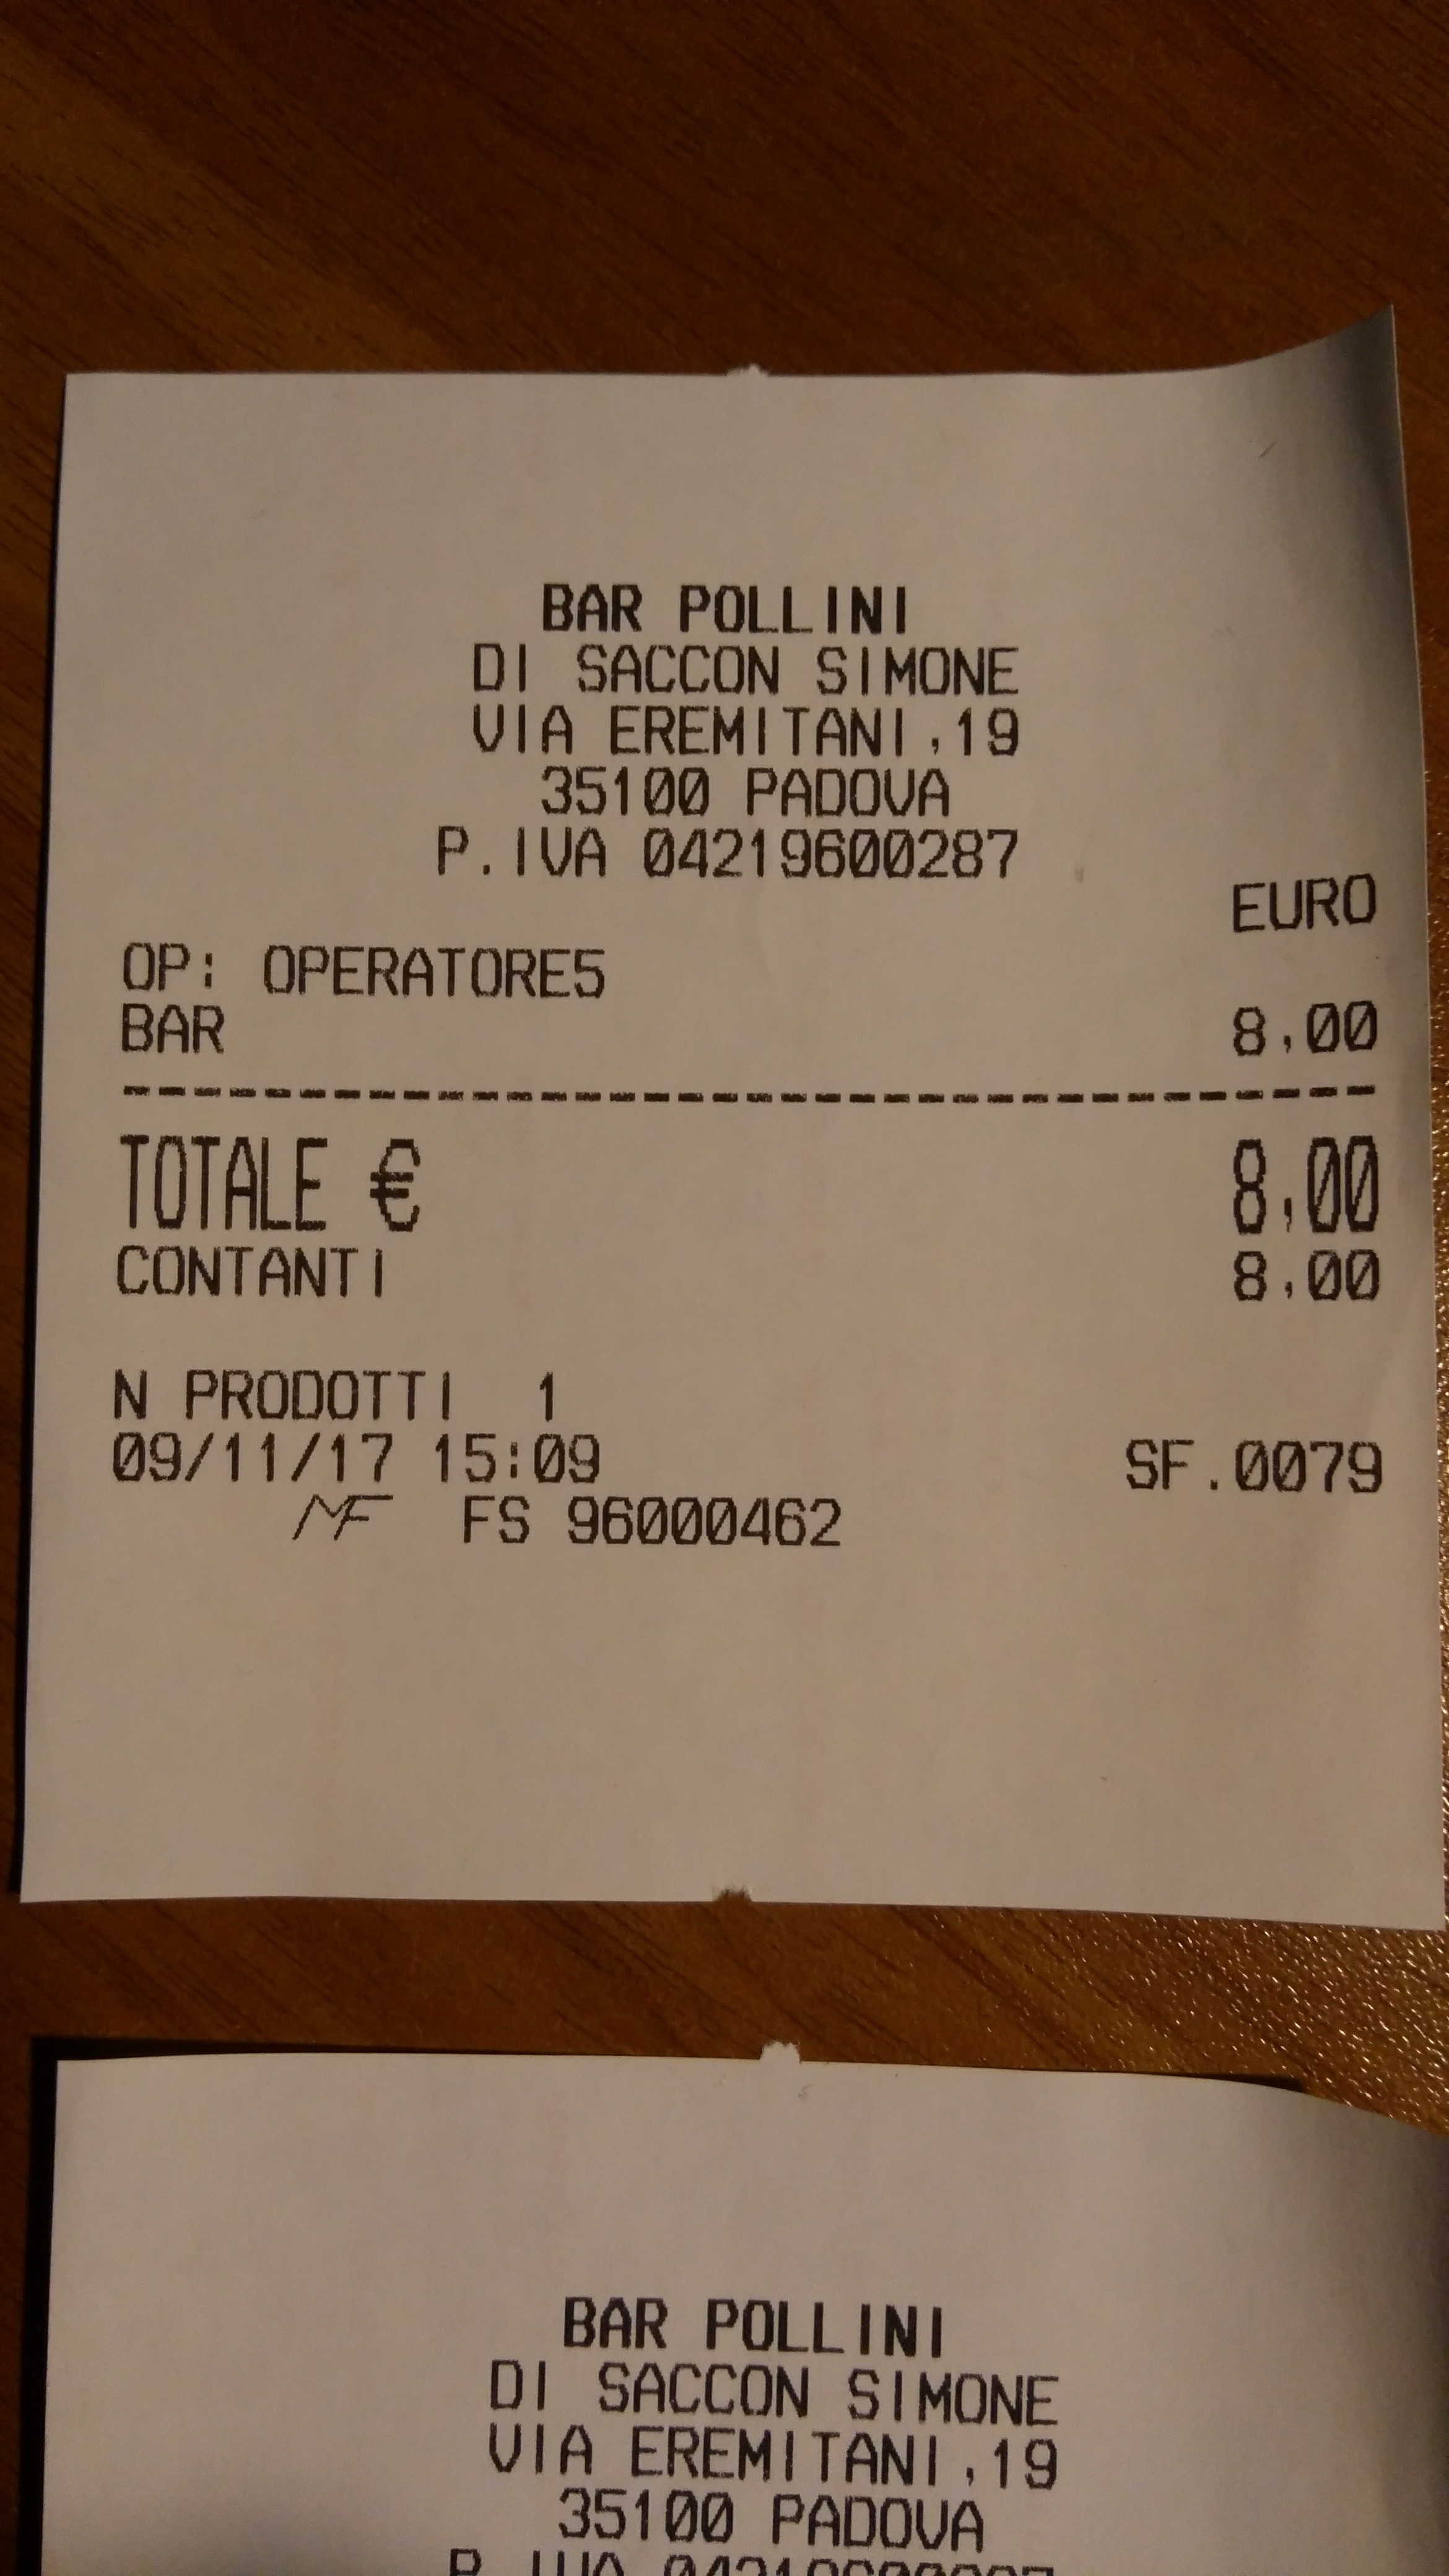 BAR POLLINI
DI SACCON SIMONE
VIA EREMITANI,19
35100 PADOVA
P.IVA 04219600287
EURO
OP: OPERATORE5
BAR 8,00
--------------------------------
TOTALE € 8,00
CONTANTI 8,00
N PRODOTTI 1
09/11/17 15:09 SF.0079
MF FS 96000462
BAR POLLINI
DI SACCON SIMONE
VIA EREMITANI,19
35100 PADOVA